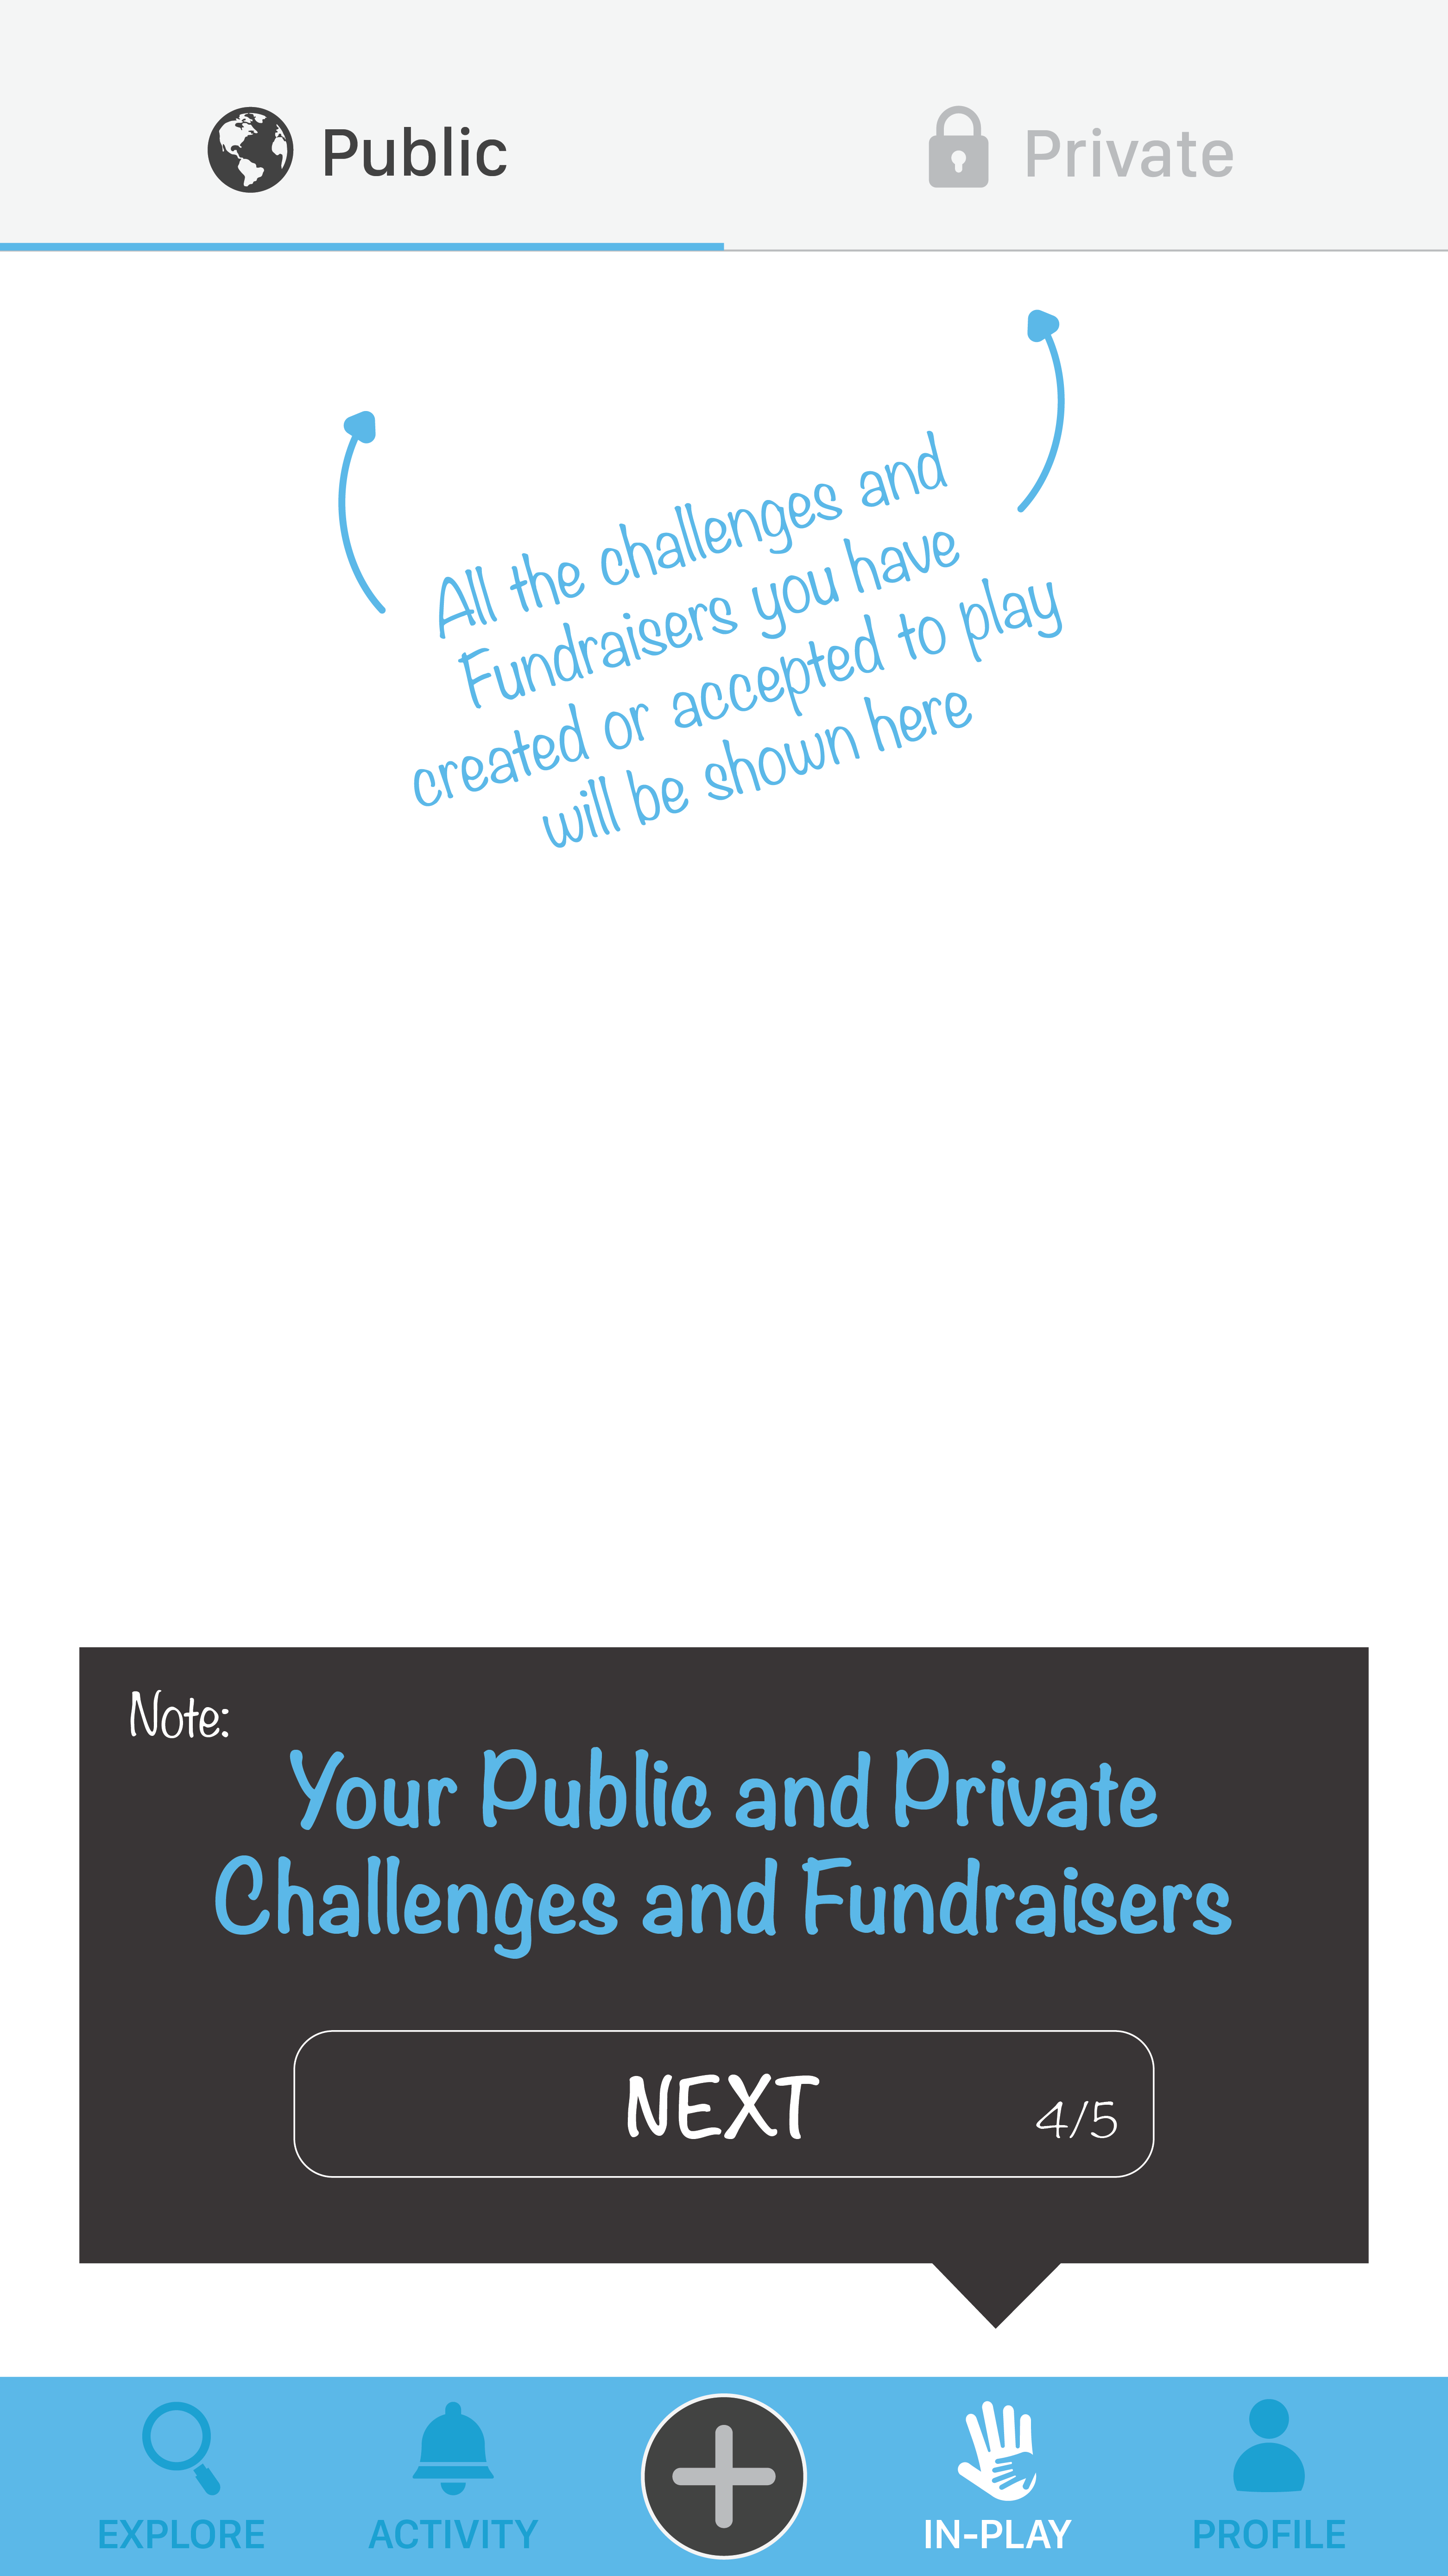 Public
Private
All the challenges and
Fundraisers you have
created or accepted to play
will be shown here
Note:
Your Public and Private
Challenges and Fundraisers
NEXT
4/5
EXPLORE
ACTIVITY
IN-PLAY
PROFILE